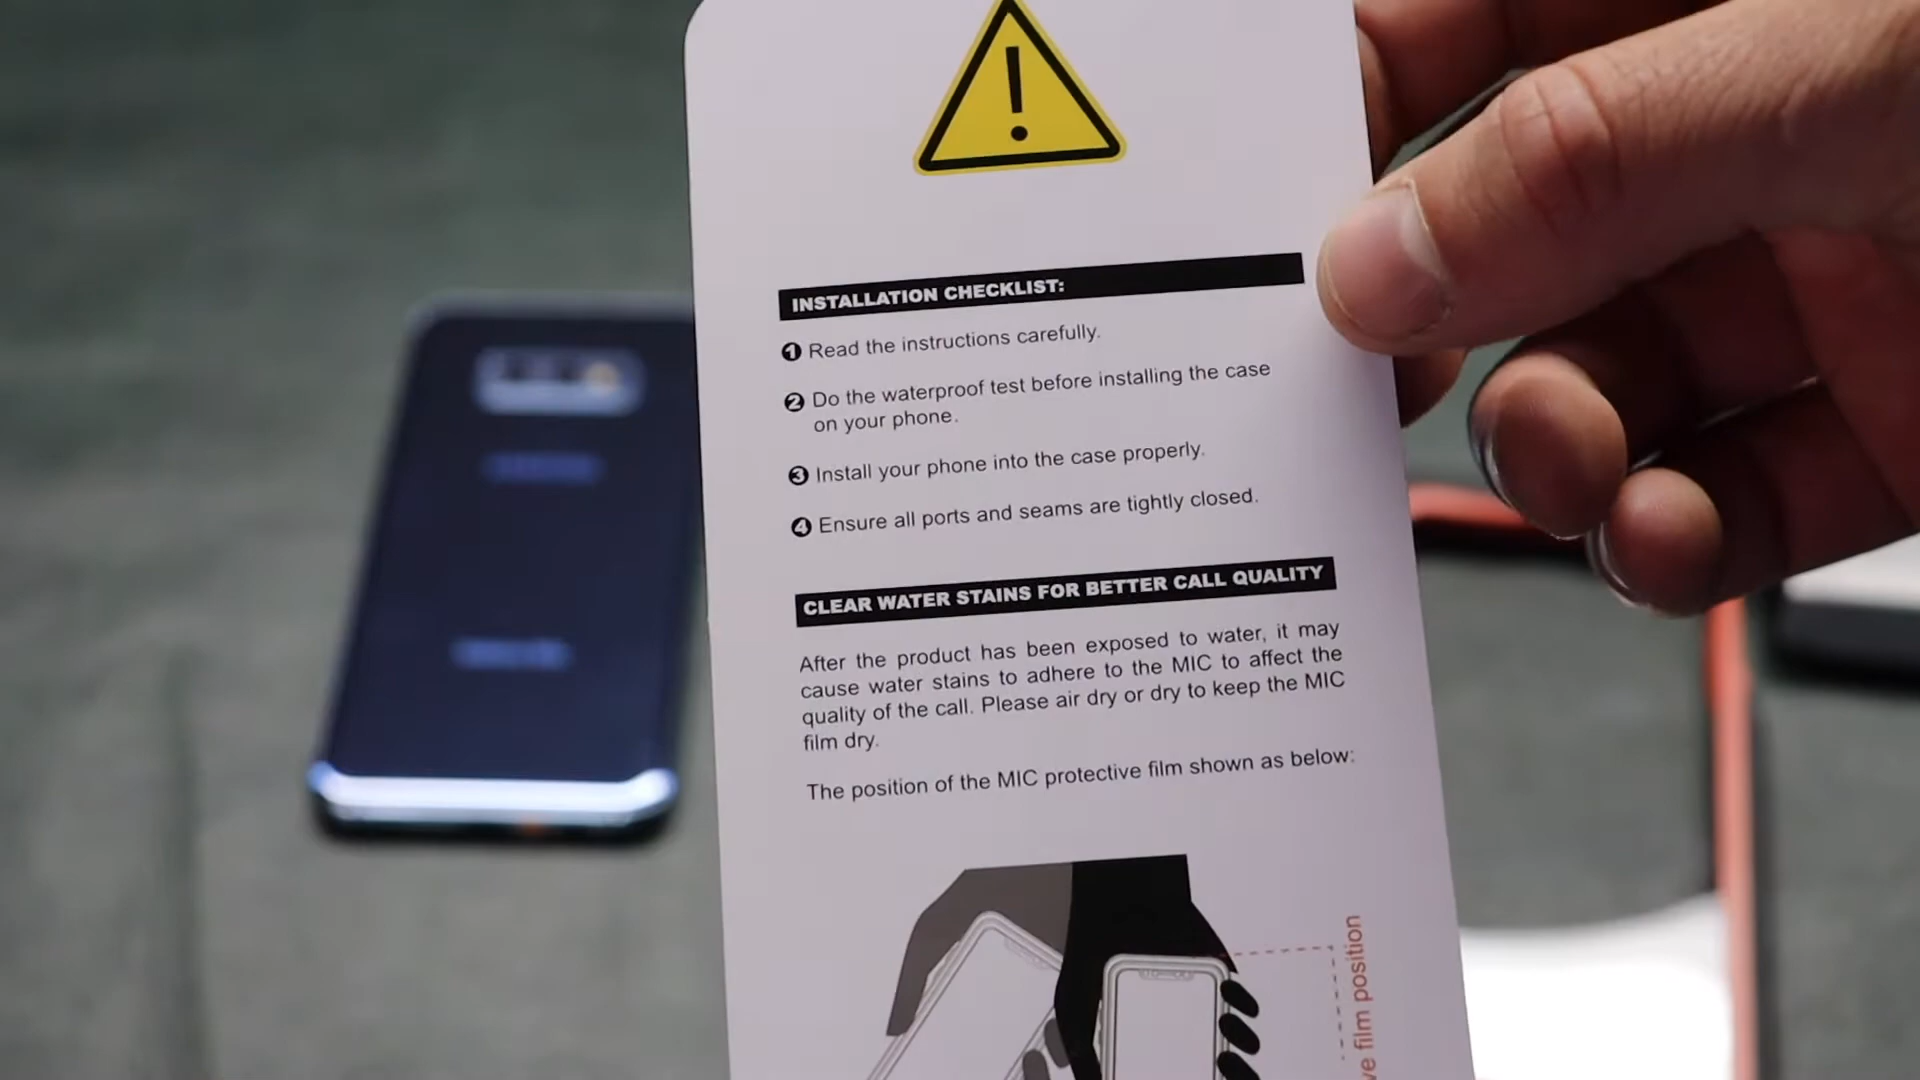 INSTALLATION CHECKLIST:
1 Read the instructions carefully.
2 Do the waterproof test before installing the case
on your phone.
3 Install your phone into the case properly.
4 Ensure all ports and seams are tightly closed.
CLEAR WATER STAINS FOR BETTER CALL QUALITY
After the product has been exposed to water, it may
cause water stains to adhere to the MIC to affect the
quality of the call. Please air dry or dry to keep the MIC
film dry.
The position of the MIC protective film shown as below:
film position